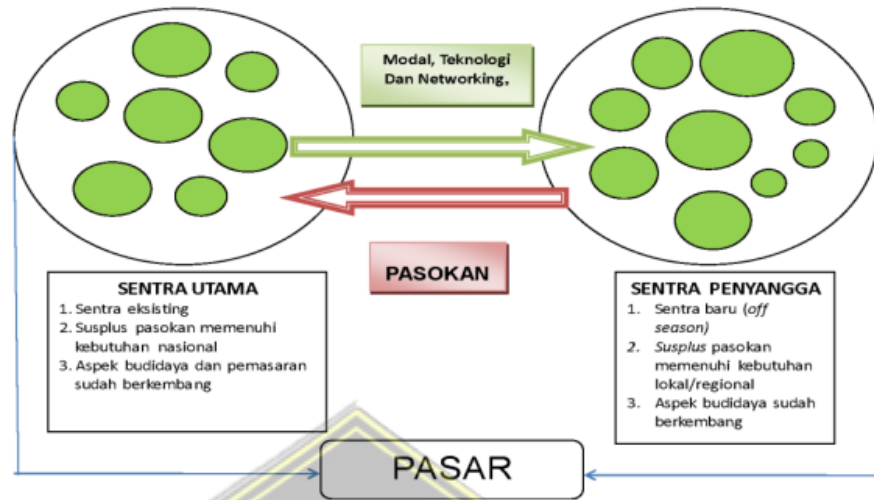 Modal, Teknologi
Dan Networking,
PASOKAN
SENTRA UTAMA
1. Sentra eksisting
2. Susplus pasokan memenuhi
kebutuhan nasional
3. Aspek budidaya dan pemasaran
sudah berkembang
SENTRA PENYANGGA
1. Sentra baru (off
season)
2. Susplus pasokan
memenuhi kebutuhan
lokal/regional
3. Aspek budidaya sudah
berkembang
PASAR